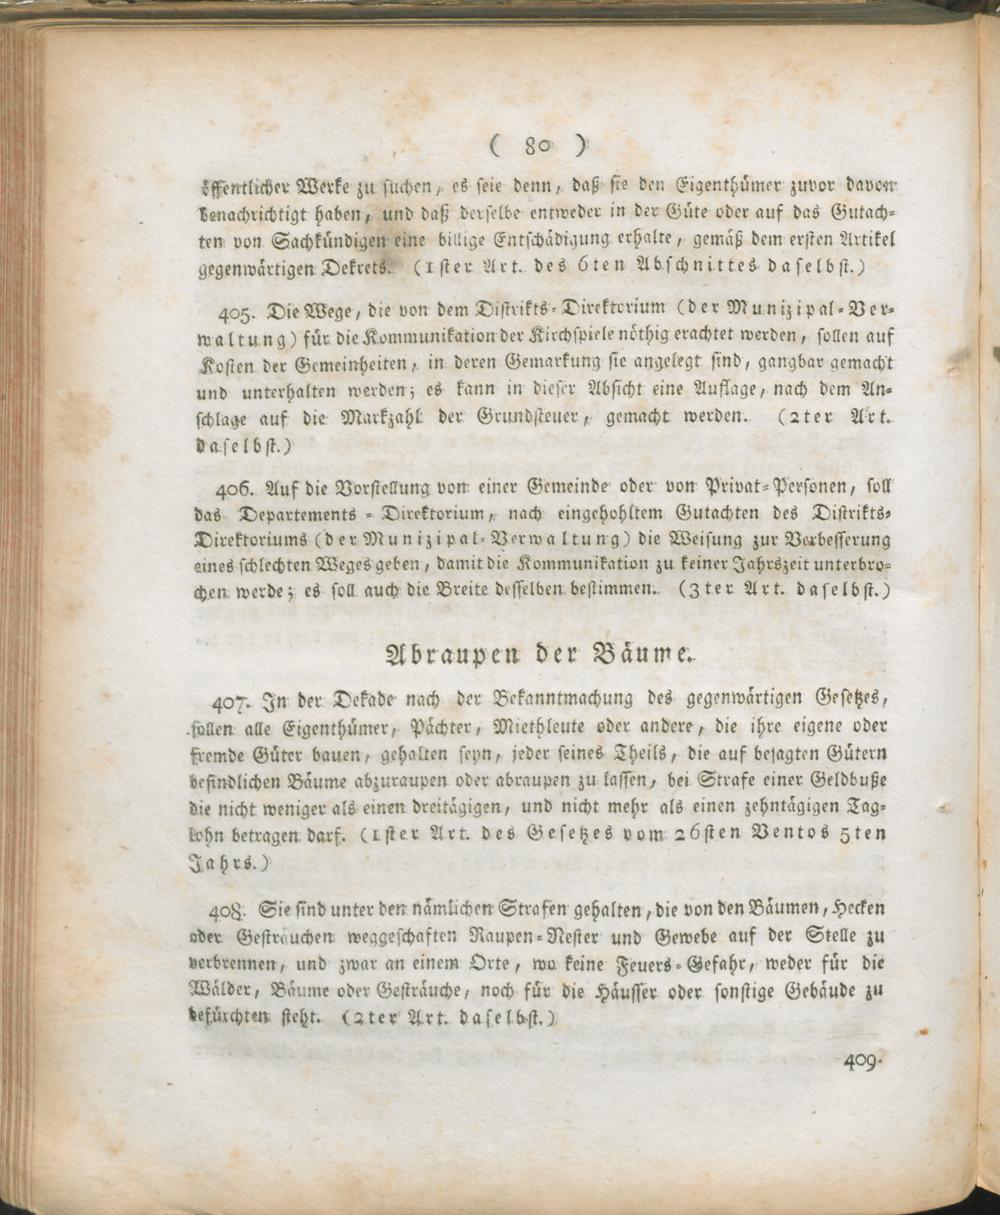 ( 80 )
öffentlicher Werke zu suchen, es seie denn, daß sie den Eigenthümer zuvor davon
benachrichtigt haben, und daß derselbe entweder in der Güte oder auf das Gutach-
ten von Sachkündigen eine billige Entschädigung erhalte, gemäß dem ersten Artikel
gegenwärtigen Dekrets. (1ster Art. des 6ten Abschnittes daselbst.)
405. Die Wege, die von dem Distrikts-Direktorium (der Munizipal-Ver-
waltung) für die Kommunikation der Kirchspiele nöthig erachtet werden, sollen auf
Kosten der Gemeinheiten, in deren Gemarkung sie angelegt sind, gangbar gemacht
und unterhalten werden; es kann in dieser Absicht eine Auflage, nach dem An-
schlage auf die Markzahl der Grundsteuer, gemacht werden. (2ter Art.
daselbst.)
406. Auf die Vorstellung von einer Gemeinde oder von Privat-Personen, soll
das Departements-Direktorium, nach eingehohltem Gutachten des Distrikts-
Direktoriums (der Munizipal-Verwaltung) die Weisung zur Verbesserung
eines schlechten Weges geben, damit die Kommunikation zu keiner Jahrszeit unterbro-
chen werde; es soll auch die Breite desselben bestimmen. (3ter Art. daselbst.)
Abraupen der Bäume.
407. In der Dekade nach der Bekanntmachung des gegenwärtigen Gesetzes,
sollen alle Eigenthümer, Pächter, Miethleute oder andere, die ihre eigene oder
fremde Güter bauen, gehalten seyn, jeder seines Theils, die auf besagten Gütern
befindlichen Bäume abzuraupen oder abraupen zu lassen, bei Strafe einer Geldbuße
die nicht weniger als einen dreitägigen, und nicht mehr als einen zehntägigen Tag-
lohn betragen darf. (1ster Art. des Gesetzes vom 26sten Ventos 5ten
Jahrs.)
408. Sie sind unter den nämlichen Strafen gehalten, die von den Bäumen, Hecken
oder Gesträuchen weggeschaften Raupen-Nester und Gewebe auf der Stelle zu
verbrennen, und zwar an einem Orte, wo keine Feuers-Gefahr, weder für die
Wälder, Bäume oder Gesträuche, noch für die Häusser oder sonstige Gebäude zu
befürchten steht. (2ter Art. daselbst.)
409.